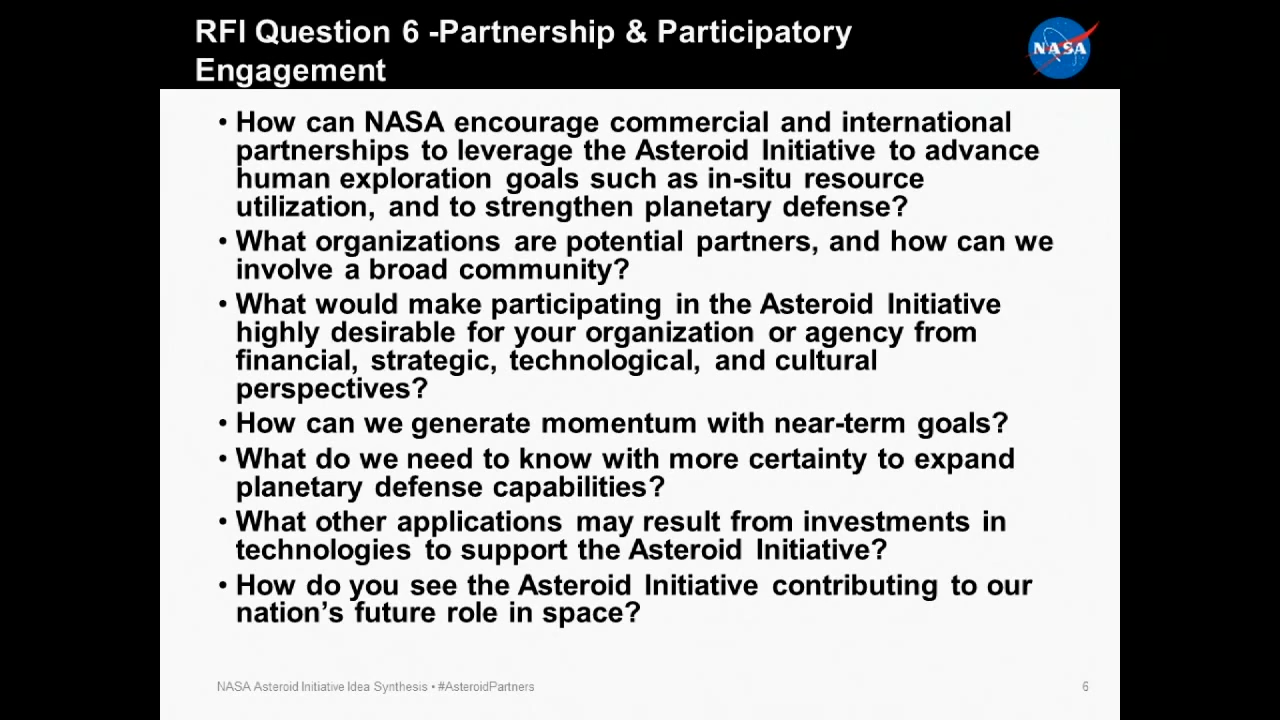 RFI Question 6 -Partnership & Participatory
Engagement
NASA
• How can NASA encourage commercial and international
partnerships to leverage the Asteroid Initiative to advance
human exploration goals such as in-situ resource
utilization, and to strengthen planetary defense?
• What organizations are potential partners, and how can we
involve a broad community?
• What would make participating in the Asteroid Initiative
highly desirable for your organization or agency from
financial, strategic, technological, and cultural
perspectives?
• How can we generate momentum with near-term goals?
• What do we need to know with more certainty to expand
planetary defense capabilities?
• What other applications may result from investments in
technologies to support the Asteroid Initiative?
• How do you see the Asteroid Initiative contributing to our
nation’s future role in space?
NASA Asteroid Initiative Idea Synthesis • #AsteroidPartners
6